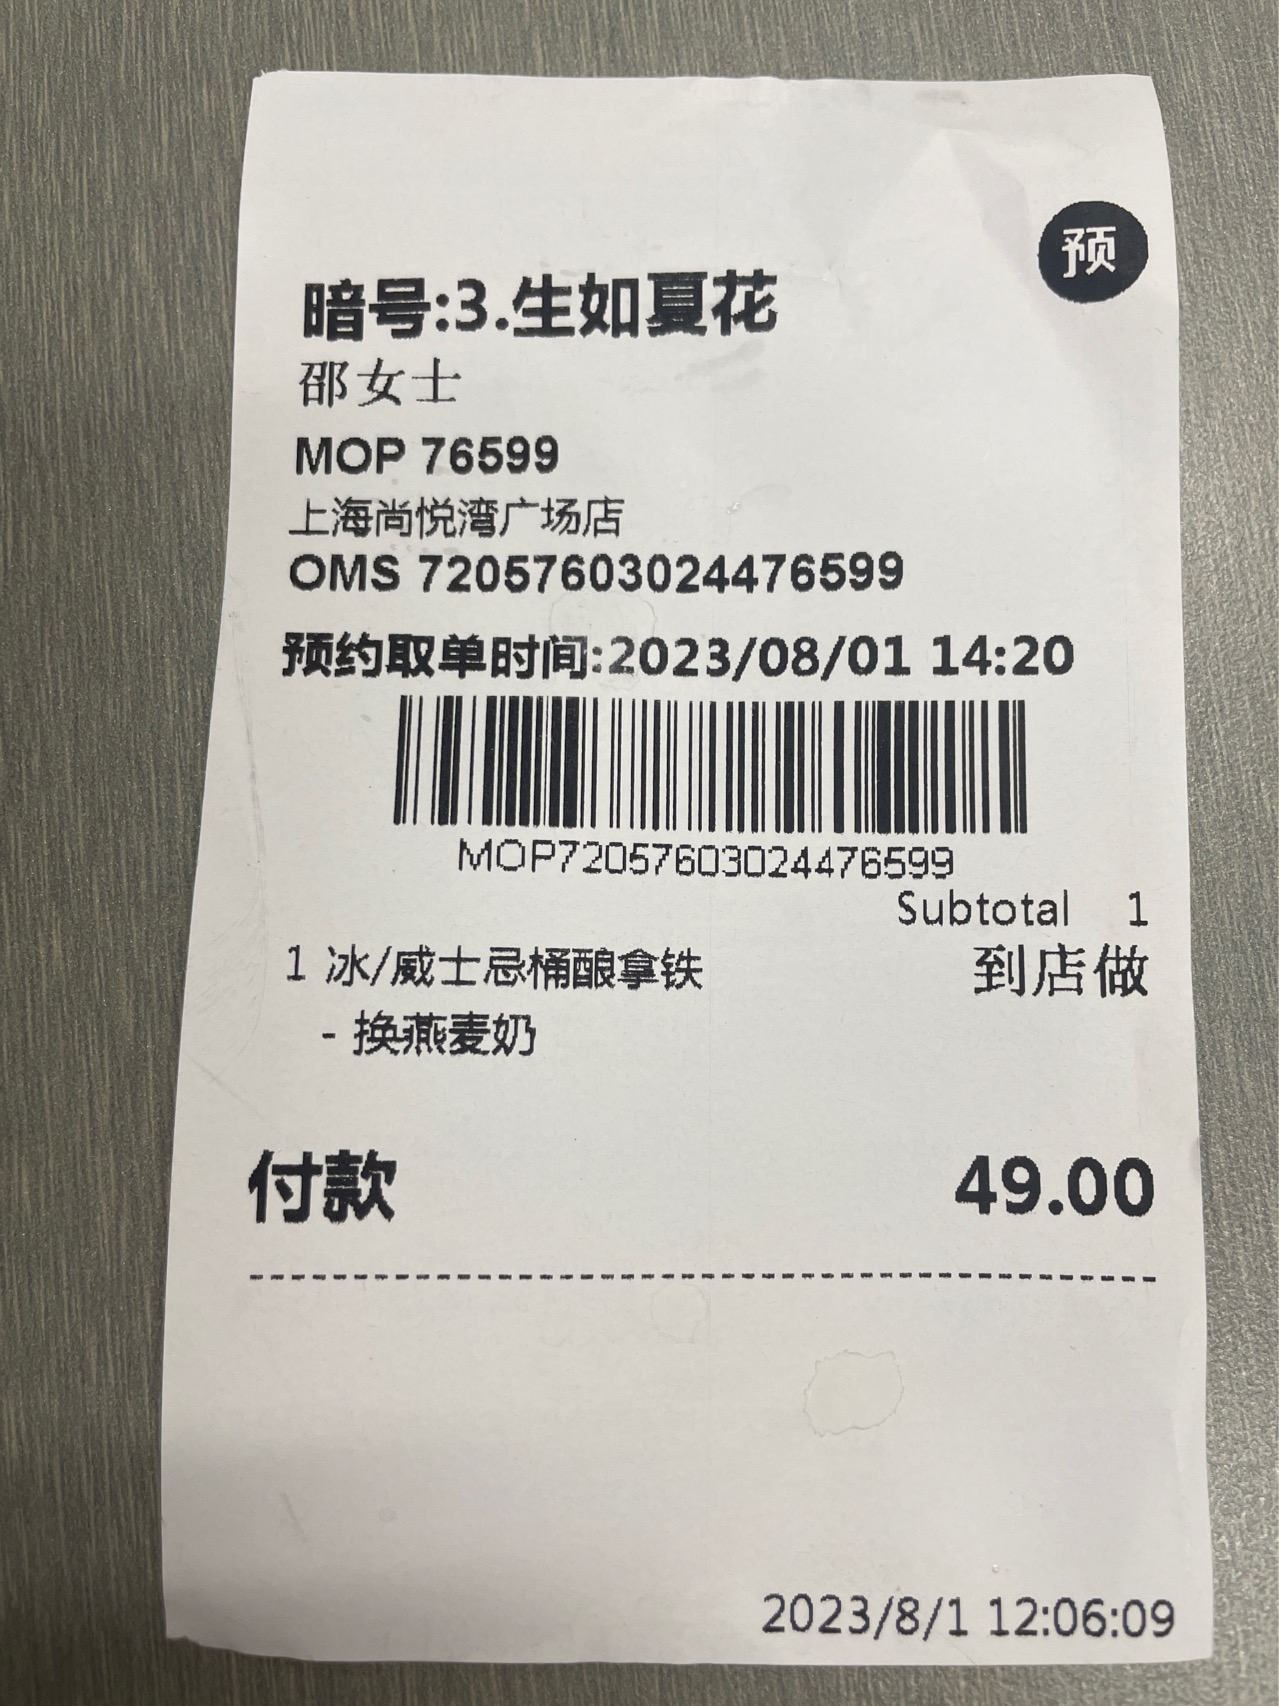 预
暗号:3.生如夏花
邵女士
MOP 76599
上海尚悦湾广场店
OMS 72057603024476599
预约取单时间:2023/08/01 14:20
MOP72057603024476599
Subtotal 1
1 冰/威士忌桶酿拿铁 到店做
- 换燕麦奶
付款 49.00
2023/8/1 12:06:09